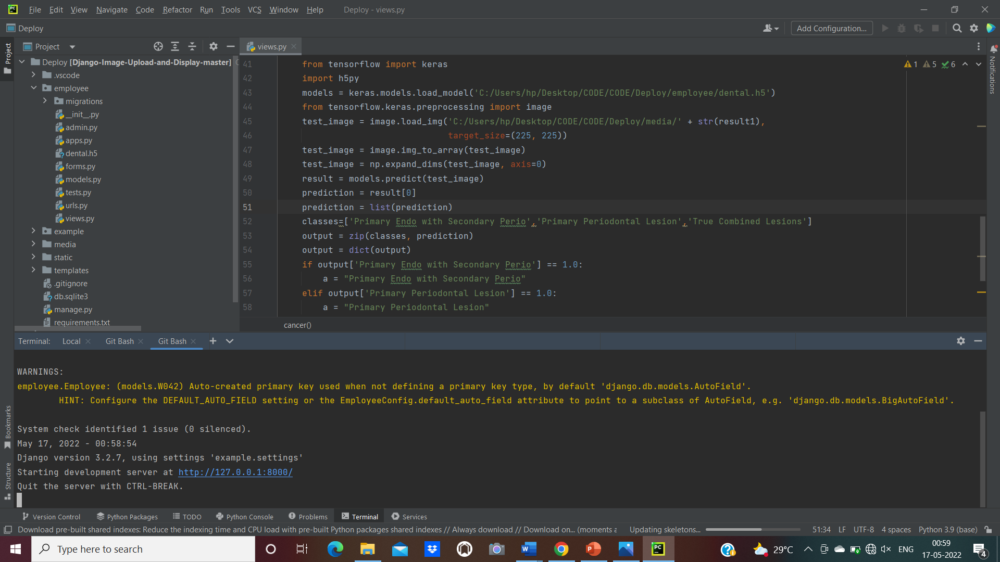 File Edit View Navigate Code Refactor Run Tools VCS Window Help Deploy - views.py
Deploy
Add Configuration...
Project
Project
views.py
Notifications
Deploy [Django-Image-Upload-and-Display-master]
.vscode
employee
migrations
__init__.py
admin.py
apps.py
dental.h5
forms.py
models.py
tests.py
urls.py
views.py
example
media
static
templates
.gitignore
db.sqlite3
manage.py
requirements.txt
1 5 6
41 from tensorflow import keras
42 import h5py
43 models = keras.models.load_model('C:/Users/hp/Desktop/CODE/CODE/Deploy/employee/dental.h5')
44 from tensorflow.keras.preprocessing import image
45 test_image = image.load_img('C:/Users/hp/Desktop/CODE/CODE/Deploy/media/' + str(result1),
46 target_size=(225, 225))
47 test_image = image.img_to_array(test_image)
48 test_image = np.expand_dims(test_image, axis=0)
49 result = models.predict(test_image)
50 prediction = result[0]
51 prediction = list(prediction)
52 classes=['Primary Endo with Secondary Perio','Primary Periodontal Lesion','True Combined Lesions']
53 output = zip(classes, prediction)
54 output = dict(output)
55 if output['Primary Endo with Secondary Perio'] == 1.0:
56 a = "Primary Endo with Secondary Perio"
57 elif output['Primary Periodontal Lesion'] == 1.0:
58 a = "Primary Periodontal Lesion"
cancer()
Terminal: Local Git Bash Git Bash
WARNINGS:
employee.Employee: (models.W042) Auto-created primary key used when not defining a primary key type, by default 'django.db.models.AutoField'.
HINT: Configure the DEFAULT_AUTO_FIELD setting or the EmployeeConfig.default_auto_field attribute to point to a subclass of AutoField, e.g. 'django.db.models.BigAutoField'.
System check identified 1 issue (0 silenced).
May 17, 2022 - 00:58:54
Django version 3.2.7, using settings 'example.settings'
Starting development server at http://127.0.0.1:8000/
Quit the server with CTRL-BREAK.
Bookmarks
Structure
Version Control Python Packages TODO Python Console Problems Terminal Services
Download pre-built shared indexes: Reduce the indexing time and CPU load with pre-built Python packages shared indexes // Always download // Download on... (moments a Updating skeletons... 51:34 LF UTF-8 4 spaces Python 3.9 (base)
Type here to search
29°C ENG
00:59
17-05-2022
4